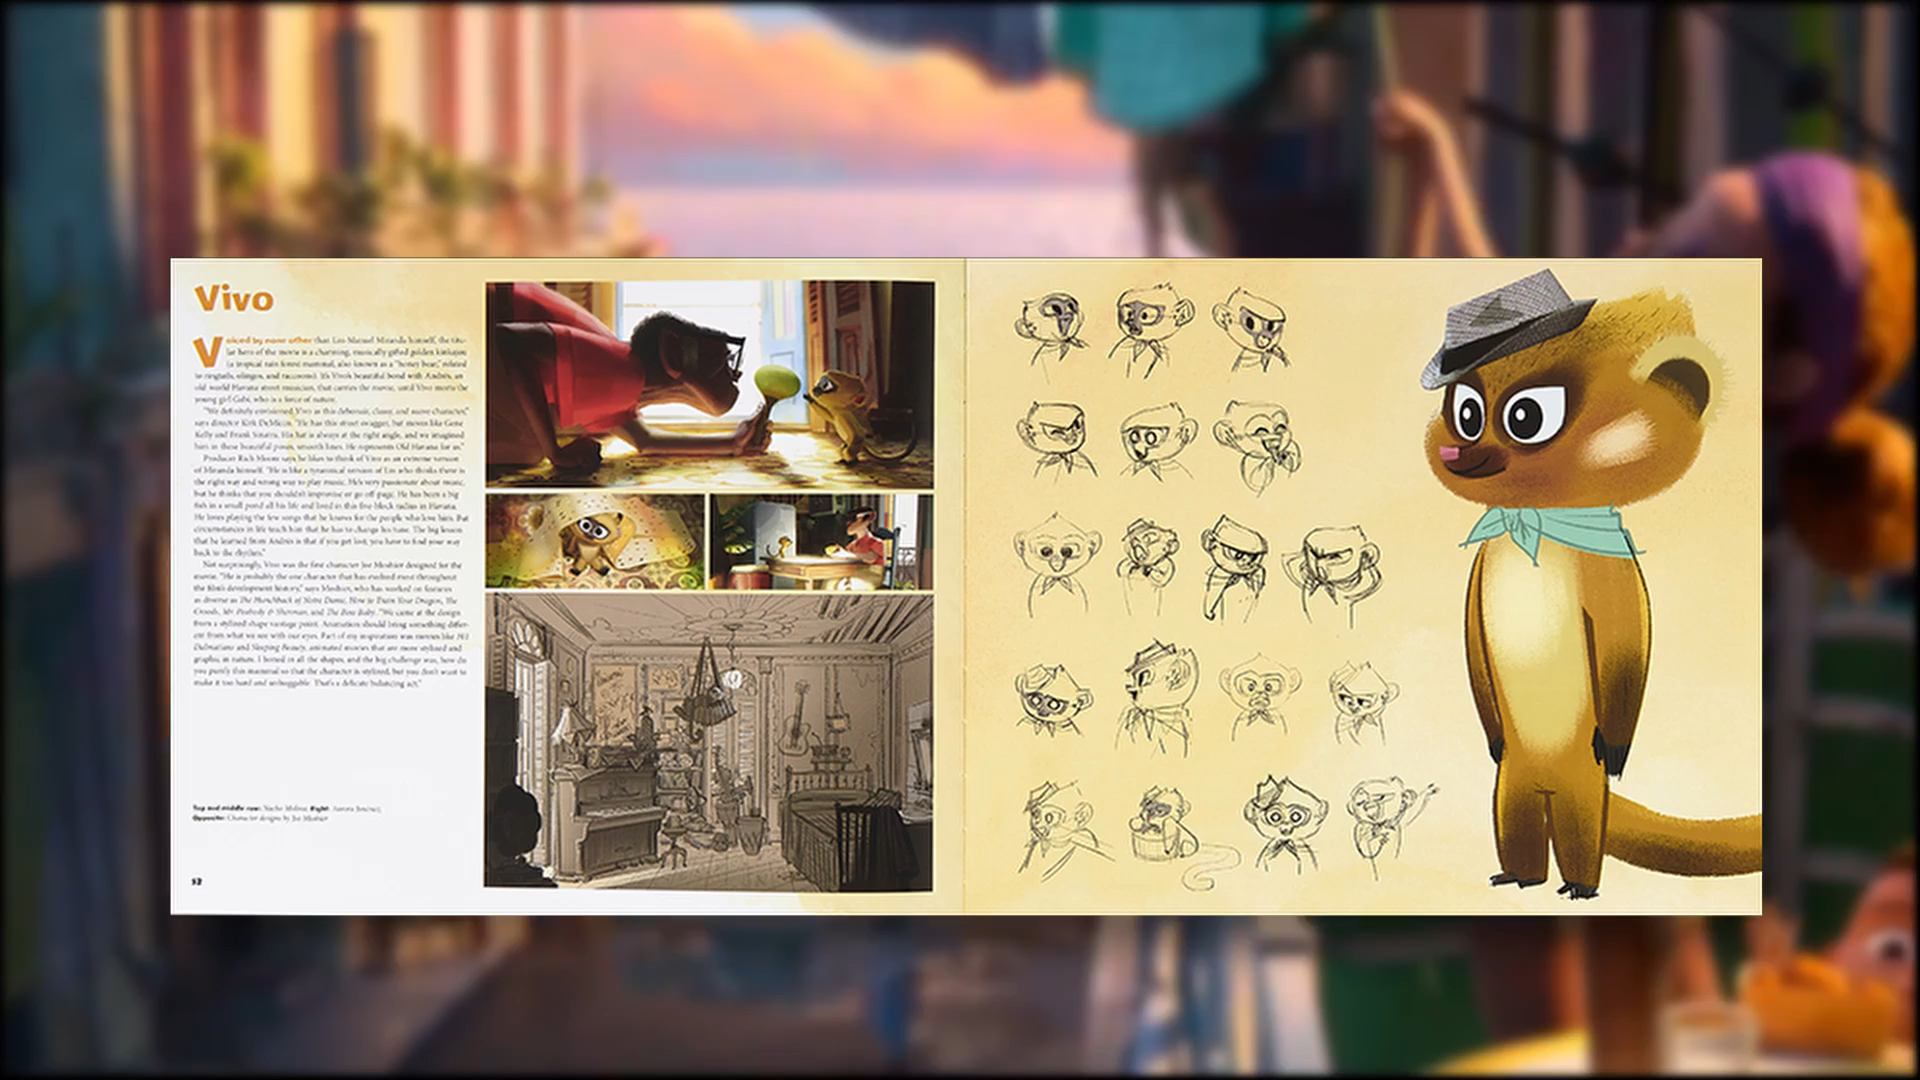 Vivo
Voiced by none other than Lin-Manuel Miranda himself, the titu-
lar hero of the movie is a charming, musically gifted golden kinkajou
(a tropical rain forest mammal, also known as a "honey bear," related
to ringtails, olingos, and raccoons). It's Vivo's beautiful bond with Andrés, an
old world Havana street musician, that carries the movie, until Vivo meets the
young girl Gabi, who is a force of nature.
"We definitely envisioned Vivo as this debonair, classy, and suave character,"
says director Kirk DeMicco. "He has this street swagger, but moves like Gene
Kelly and Frank Sinatra. His hat is always at the right angle, and we imagined
him in these beautiful poses, smooth lines. He represents Old Havana for us."
Producer Rich Moore says he likes to think of Vivo as an extreme version
of Miranda himself. "He is like a tyrannical version of Lin who thinks there is
the right way and wrong way to play music. He's very passionate about music,
but he thinks that you shouldn't improvise or go off page. He has been a big
fish in a small pond all his life and lived in this five-block radius in Havana.
He loves playing the few songs that he knows for the people who love him. But
circumstances in life teach him that he has to change his tune. The big lesson
that he learned from Andrés is that if you get lost, you have to find your way
back to the rhythm."
Not surprisingly, Vivo was the first character Joe Moshier designed for the
movie. "He is probably the one character that has evolved most throughout
the film's development history," says Moshier, who has worked on features
as diverse as The Hunchback of Notre Dame, How to Train Your Dragon, The
Croods, Mr. Peabody & Sherman, and The Boss Baby. "We came at the design
from a stylized shape vantage point. Animation should bring something differ-
ent from what we see with our eyes. Part of my inspiration was movies like 101
Dalmatians and Sleeping Beauty, animated movies that are more stylized and
graphic in nature. I honed in all the shapes, and the big challenge was, how do
you purify this mammal so that the character is stylized, but you don't want to
make it too hard and unhuggable. That's a delicate balancing act."
Top and middle row: Nacho Molina; Right: Aurora Jimenez;
Opposite: Character designs by Joe Moshier
52